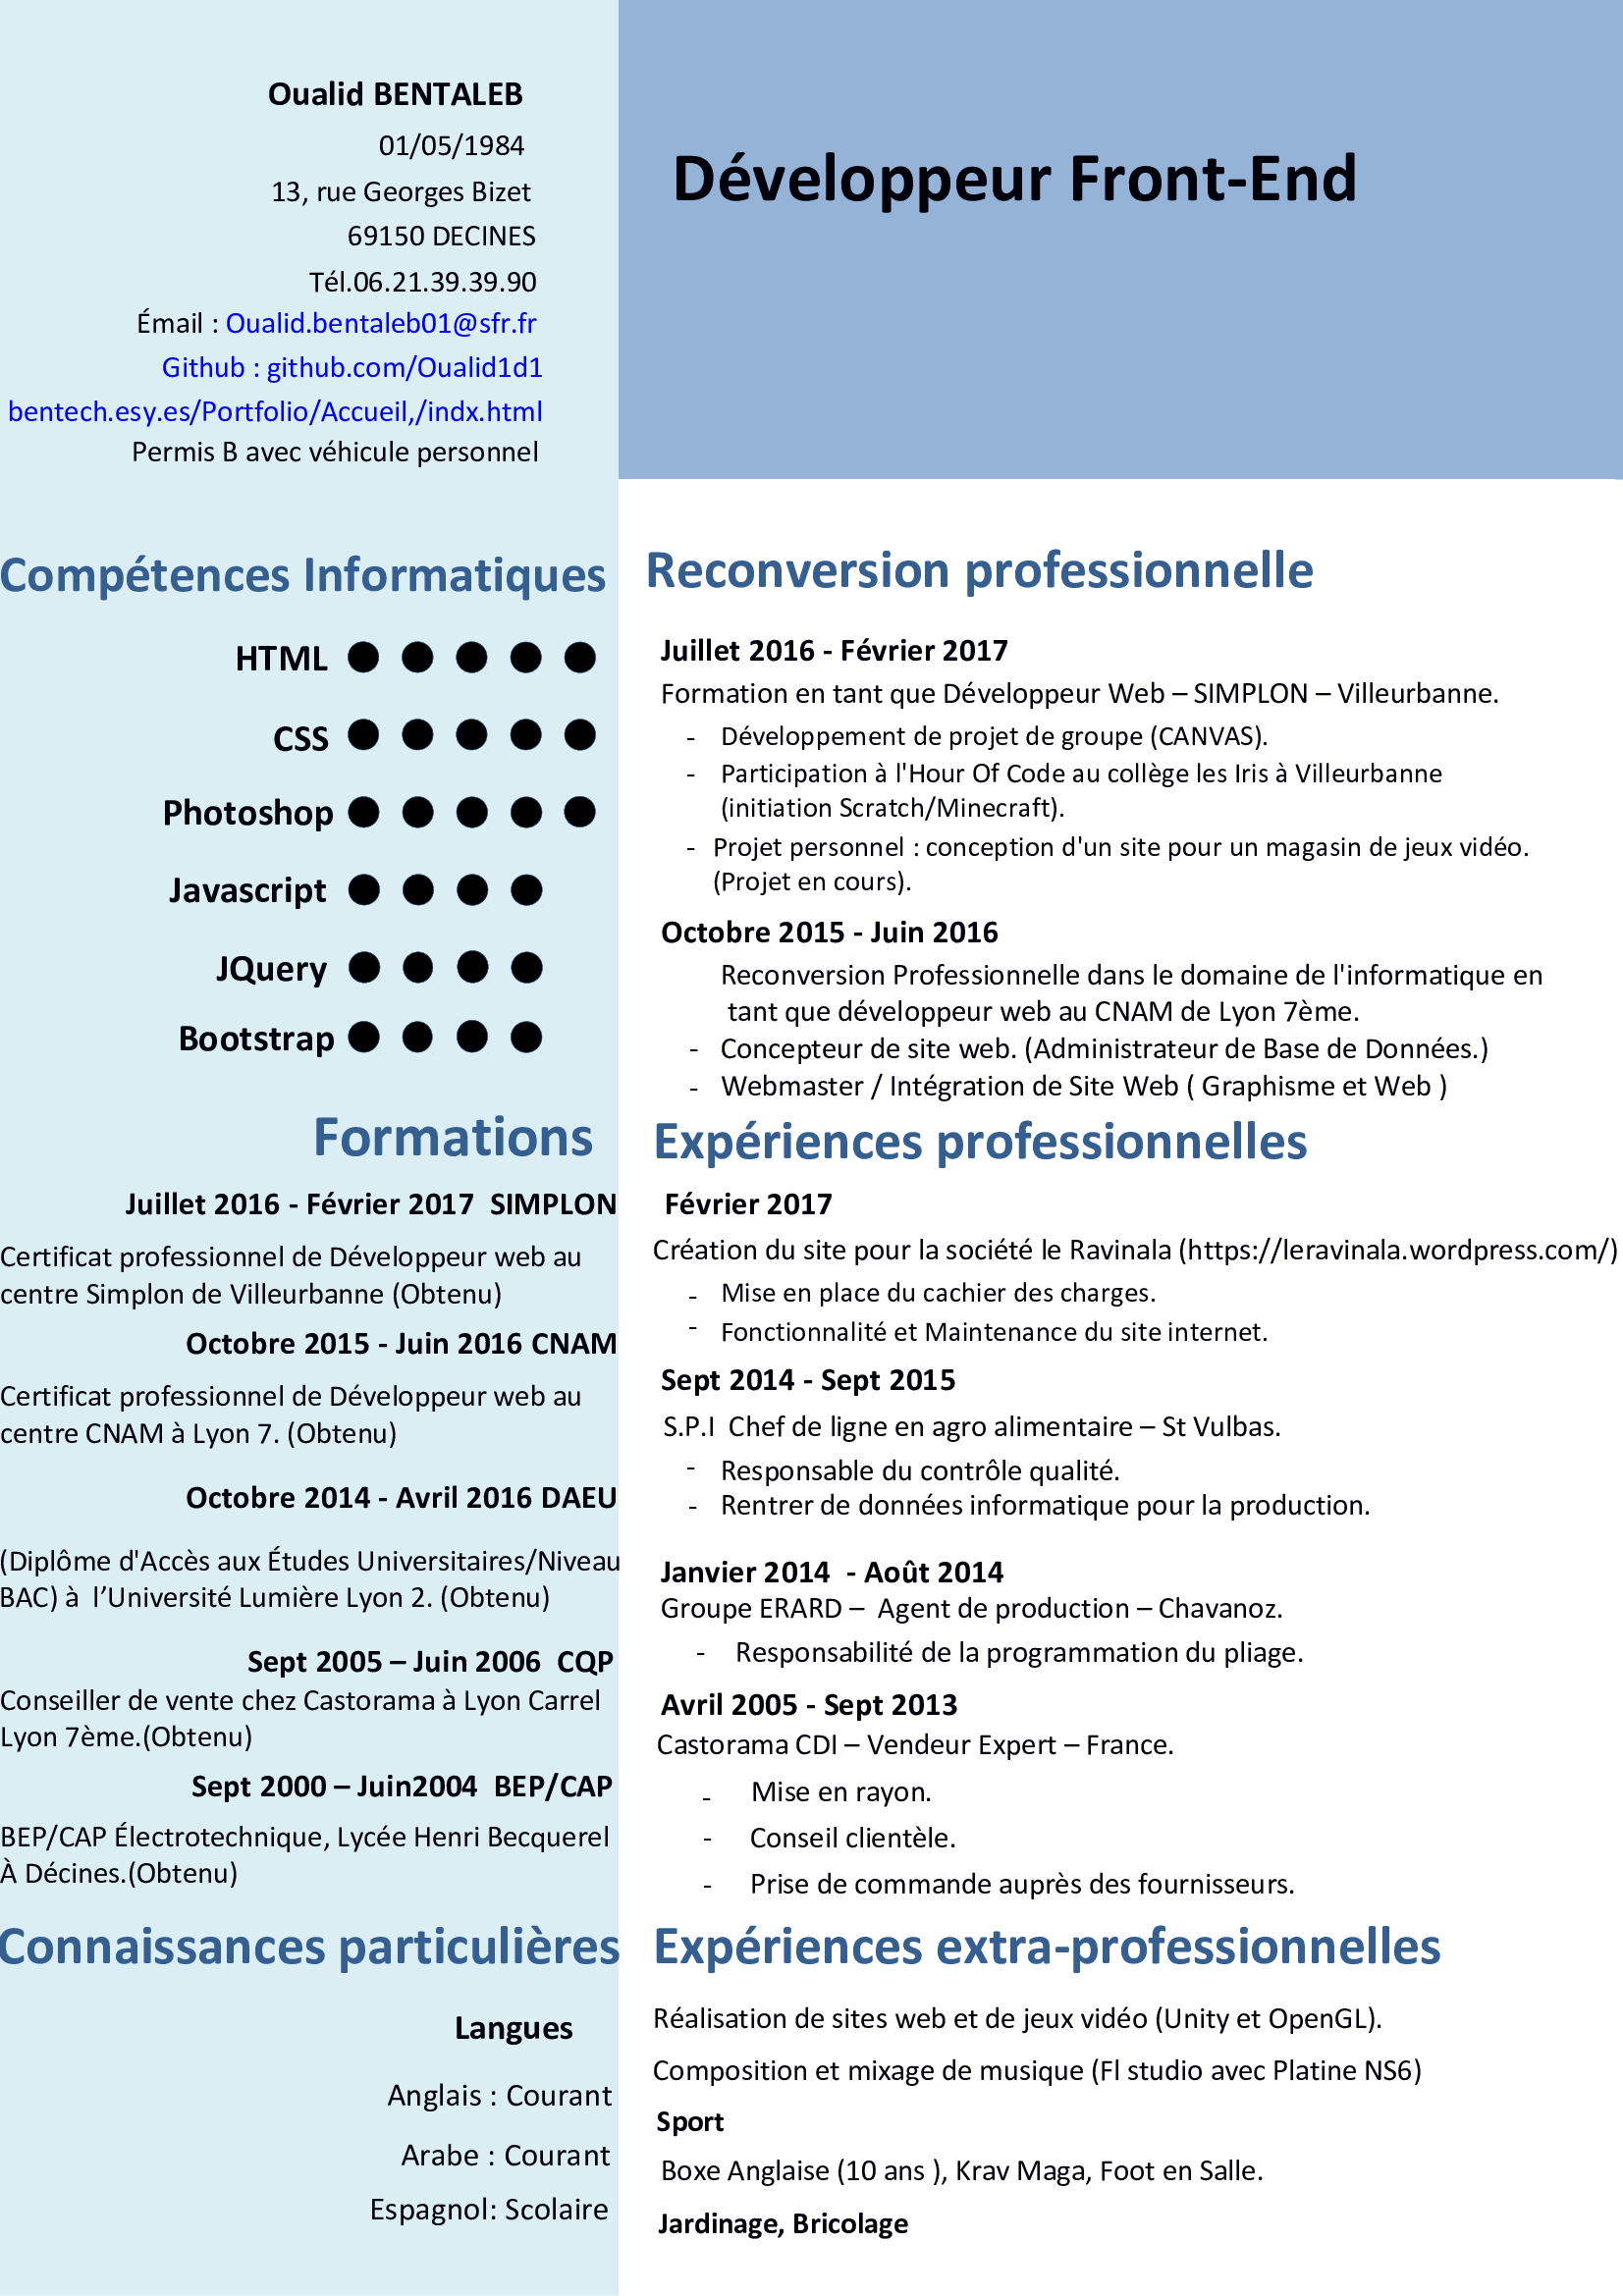 Oualid BENTALEB
01/05/1984
13, rue Georges Bizet
69150 DECINES
Tél.06.21.39.39.90
Émail : Oualid.bentaleb01@sfr.fr
Github : github.com/Oualid1d1
bentech.esy.es/Portfolio/Accueil,/indx.html
Permis B avec véhicule personnel
Développeur Front-End
Compétences Informatiques
HTML
CSS
Photoshop
Javascript
JQuery
Bootstrap
Formations
Juillet 2016 - Février 2017  SIMPLON
Certificat professionnel de Développeur web au
centre Simplon de Villeurbanne (Obtenu)
Octobre 2015 - Juin 2016 CNAM
Certificat professionnel de Développeur web au
centre CNAM à Lyon 7. (Obtenu)
Octobre 2014 - Avril 2016 DAEU
(Diplôme d'Accès aux Études Universitaires/Niveau
BAC) à  l’Université Lumière Lyon 2. (Obtenu)
Sept 2005 – Juin 2006  CQP
Conseiller de vente chez Castorama à Lyon Carrel
Lyon 7ème.(Obtenu)
Sept 2000 – Juin2004  BEP/CAP
BEP/CAP Électrotechnique, Lycée Henri Becquerel
À Décines.(Obtenu)
Connaissances particulières
Langues
Anglais : Courant
Arabe : Courant
Espagnol: Scolaire
Reconversion professionnelle
Juillet 2016 - Février 2017
Formation en tant que Développeur Web – SIMPLON – Villeurbanne.
- Développement de projet de groupe (CANVAS).
- Participation à l'Hour Of Code au collège les Iris à Villeurbanne
(initiation Scratch/Minecraft).
- Projet personnel : conception d'un site pour un magasin de jeux vidéo.
(Projet en cours).
Octobre 2015 - Juin 2016
Reconversion Professionnelle dans le domaine de l'informatique en
tant que développeur web au CNAM de Lyon 7ème.
- Concepteur de site web. (Administrateur de Base de Données.)
- Webmaster / Intégration de Site Web ( Graphisme et Web )
Expériences professionnelles
Février 2017
Création du site pour la société le Ravinala (https://leravinala.wordpress.com/)
- Mise en place du cachier des charges.
- Fonctionnalité et Maintenance du site internet.
Sept 2014 - Sept 2015
S.P.I  Chef de ligne en agro alimentaire – St Vulbas.
- Responsable du contrôle qualité.
- Rentrer de données informatique pour la production.
Janvier 2014  - Août 2014
Groupe ERARD –  Agent de production – Chavanoz.
- Responsabilité de la programmation du pliage.
Avril 2005 - Sept 2013
Castorama CDI – Vendeur Expert – France.
- Mise en rayon.
- Conseil clientèle.
- Prise de commande auprès des fournisseurs.
Expériences extra-professionnelles
Réalisation de sites web et de jeux vidéo (Unity et OpenGL).
Composition et mixage de musique (Fl studio avec Platine NS6)
Sport
Boxe Anglaise (10 ans ), Krav Maga, Foot en Salle.
Jardinage, Bricolage